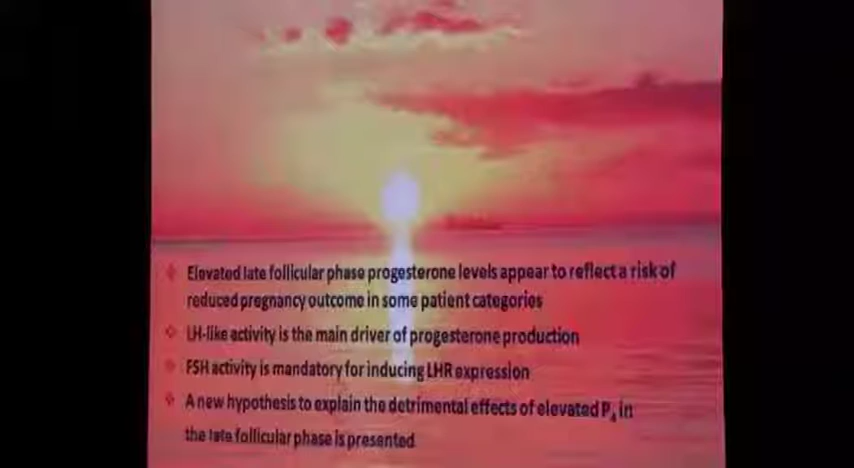 Elevated late follicular phase progesterone levels appear to reflect a risk of
reduced pregnancy outcome in some patient categories
LH-like activity is the main driver of progesterone production
FSH activity is mandatory for inducing LHR expression
A new hypothesis to explain the detrimental effects of elevated P₄ in
the late follicular phase is presented